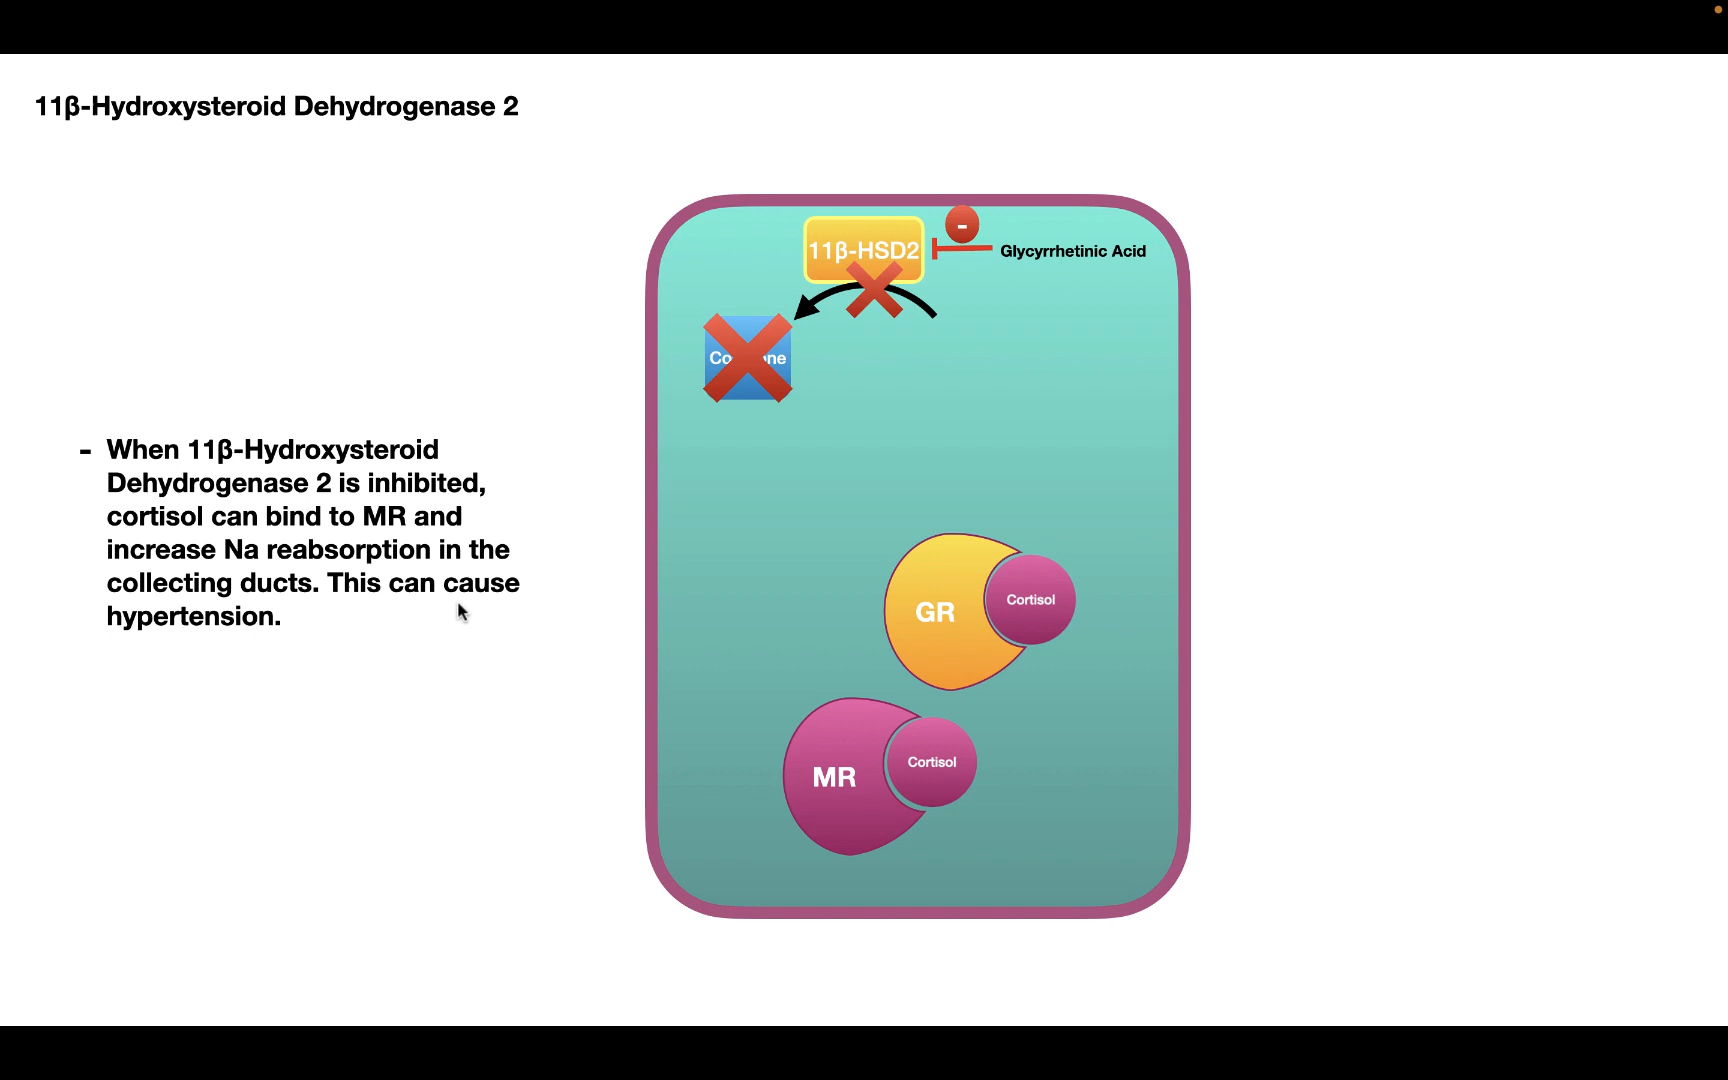 11β-Hydroxysteroid Dehydrogenase 2
11β-HSD2
-
Glycyrrhetinic Acid
- When 11β-Hydroxysteroid
Dehydrogenase 2 is inhibited,
cortisol can bind to MR and
increase Na reabsorption in the
collecting ducts. This can cause
hypertension.
GR
Cortisol
MR
Cortisol